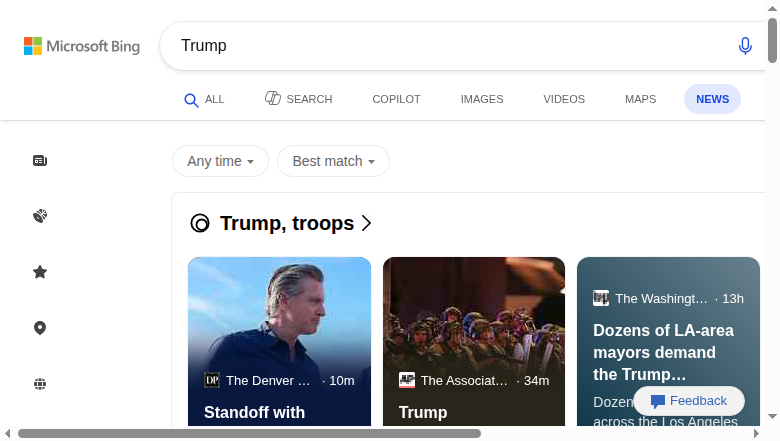 Microsoft Bing
Trump
ALL
SEARCH
COPILOT
IMAGES
VIDEOS
MAPS
NEWS
Any time
Best match
Trump, troops
DP The Denver ... · 10m
Standoff with
The Associat... · 34m
Trump
The Washingt... · 13h
Dozens of LA-area
mayors demand
the Trump...
Dozen
across the Los Angeles
Feedback